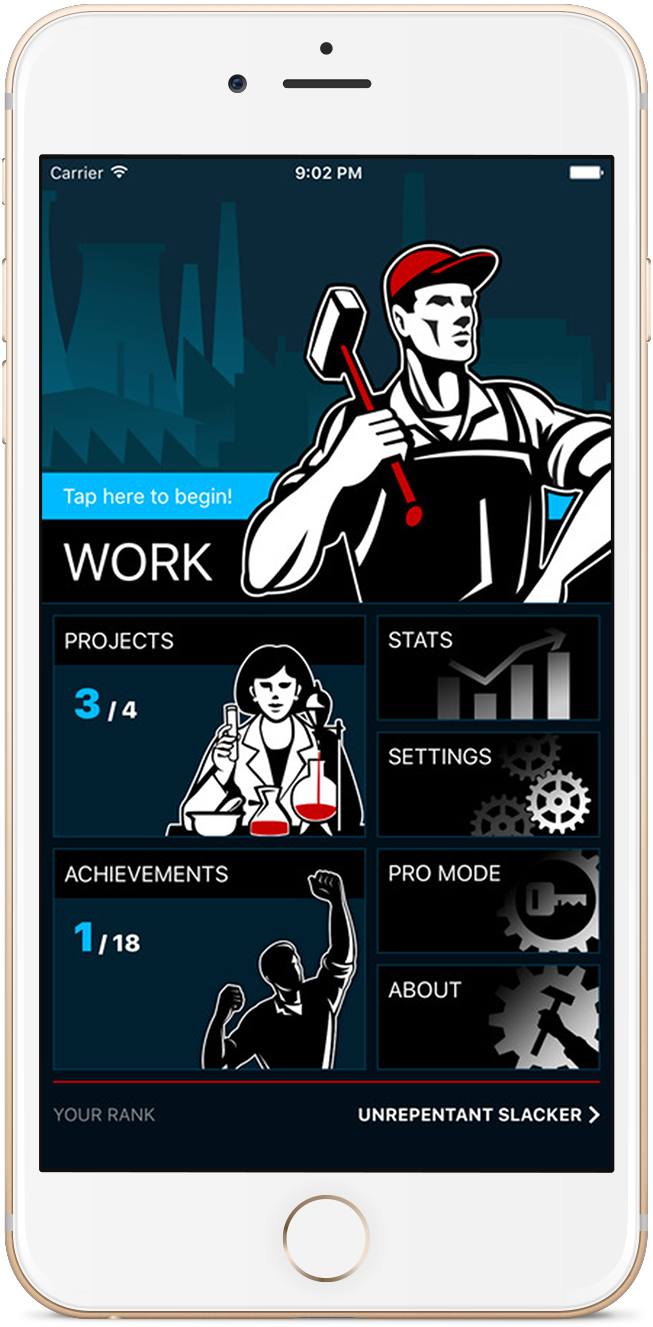 Carrier 9:02 PM
Tap here to begin!
WORK
PROJECTS
3 / 4
STATS
SETTINGS
ACHIEVEMENTS
1 / 18
PRO MODE
ABOUT
YOUR RANK UNREPENTANT SLACKER